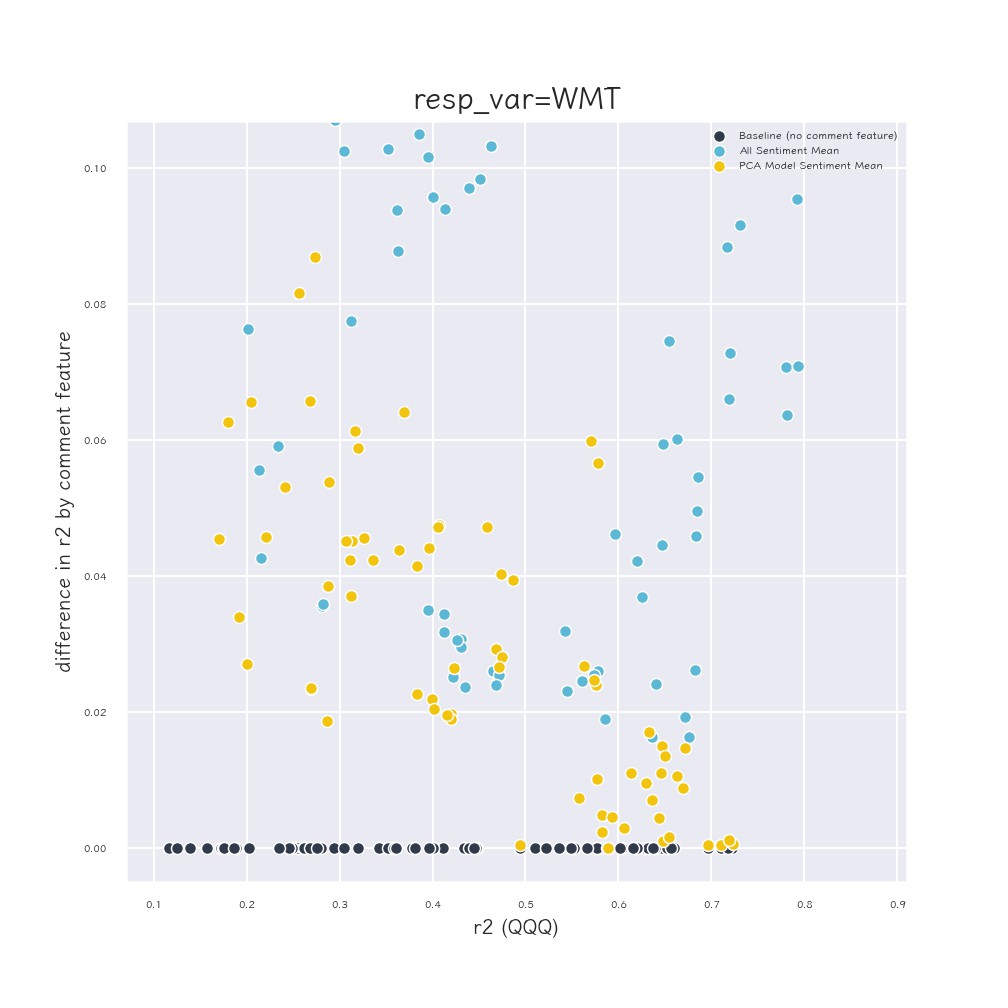 resp_var=WMT
Baseline (no comment feature)
All Sentiment Mean
PCA Model Sentiment Mean
difference in r2 by comment feature
0.10
0.08
0.06
0.04
0.02
0.00
0.1 0.2 0.3 0.4 0.5 0.6 0.7 0.8 0.9
r2 (QQQ)